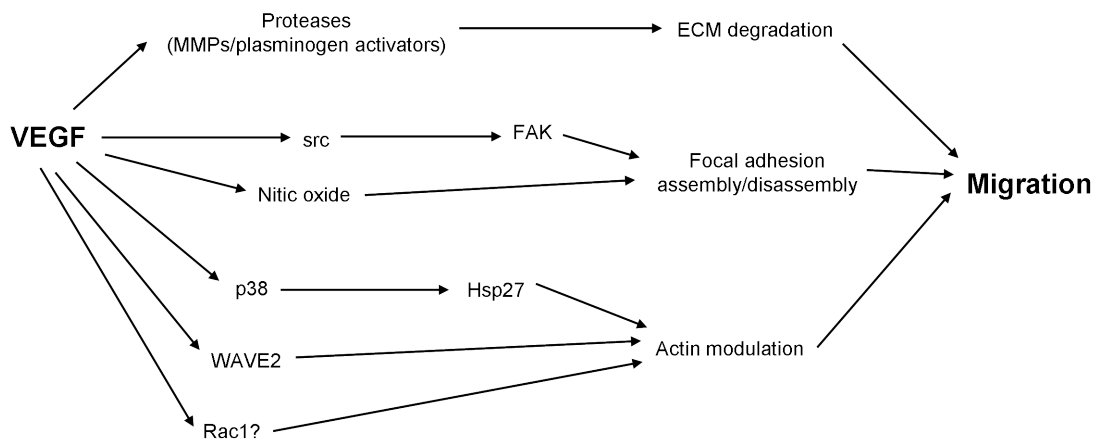 Proteases
(MMPs/plasminogen activators)
ECM degradation
VEGF
src
FAK
Nitic oxide
Focal adhesion
assembly/disassembly
Migration
p38
Hsp27
WAVE2
Actin modulation
Rac1?